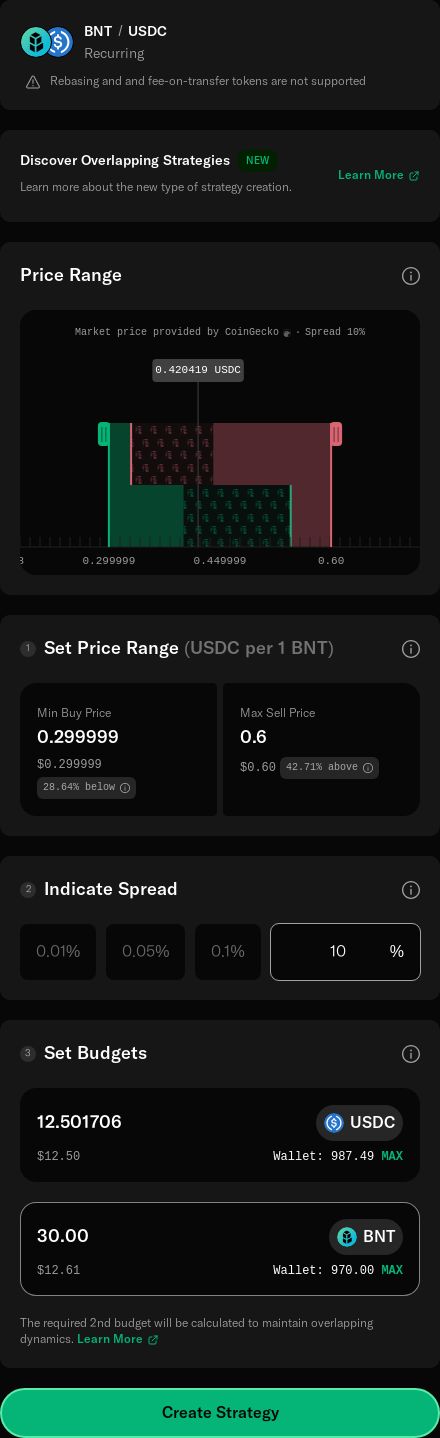 BNT / USDC
Recurring
Rebasing and and fee-on-transfer tokens are not supported
Discover Overlapping Strategies NEW
Learn more about the new type of strategy creation.
Learn More
Price Range
Market price provided by CoinGecko · Spread 10%
0.420419 USDC
3 0.299999 0.449999 0.60
1 Set Price Range (USDC per 1 BNT)
Min Buy Price
0.299999
$0.299999
28.64% below
Max Sell Price
0.6
$0.60 42.71% above
2 Indicate Spread
0.01% 0.05% 0.1% 10 %
3 Set Budgets
12.501706 USDC
$12.50 Wallet: 987.49 MAX
30.00 BNT
$12.61 Wallet: 970.00 MAX
The required 2nd budget will be calculated to maintain overlapping
dynamics. Learn More
Create Strategy